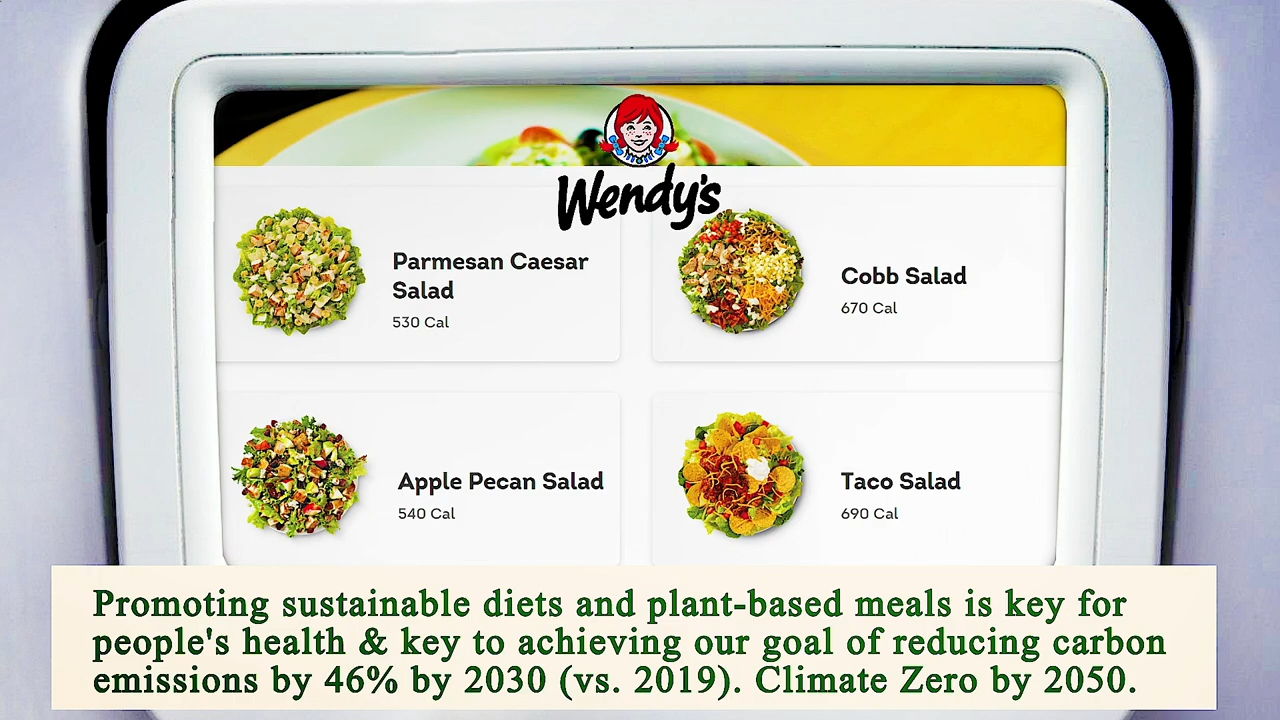 Wendy's
Parmesan Caesar
Salad
530 Cal
Cobb Salad
670 Cal
Apple Pecan Salad
540 Cal
Taco Salad
690 Cal
Promoting sustainable diets and plant-based meals is key for
people's health & key to achieving our goal of reducing carbon
emissions by 46% by 2030 (vs. 2019). Climate Zero by 2050.